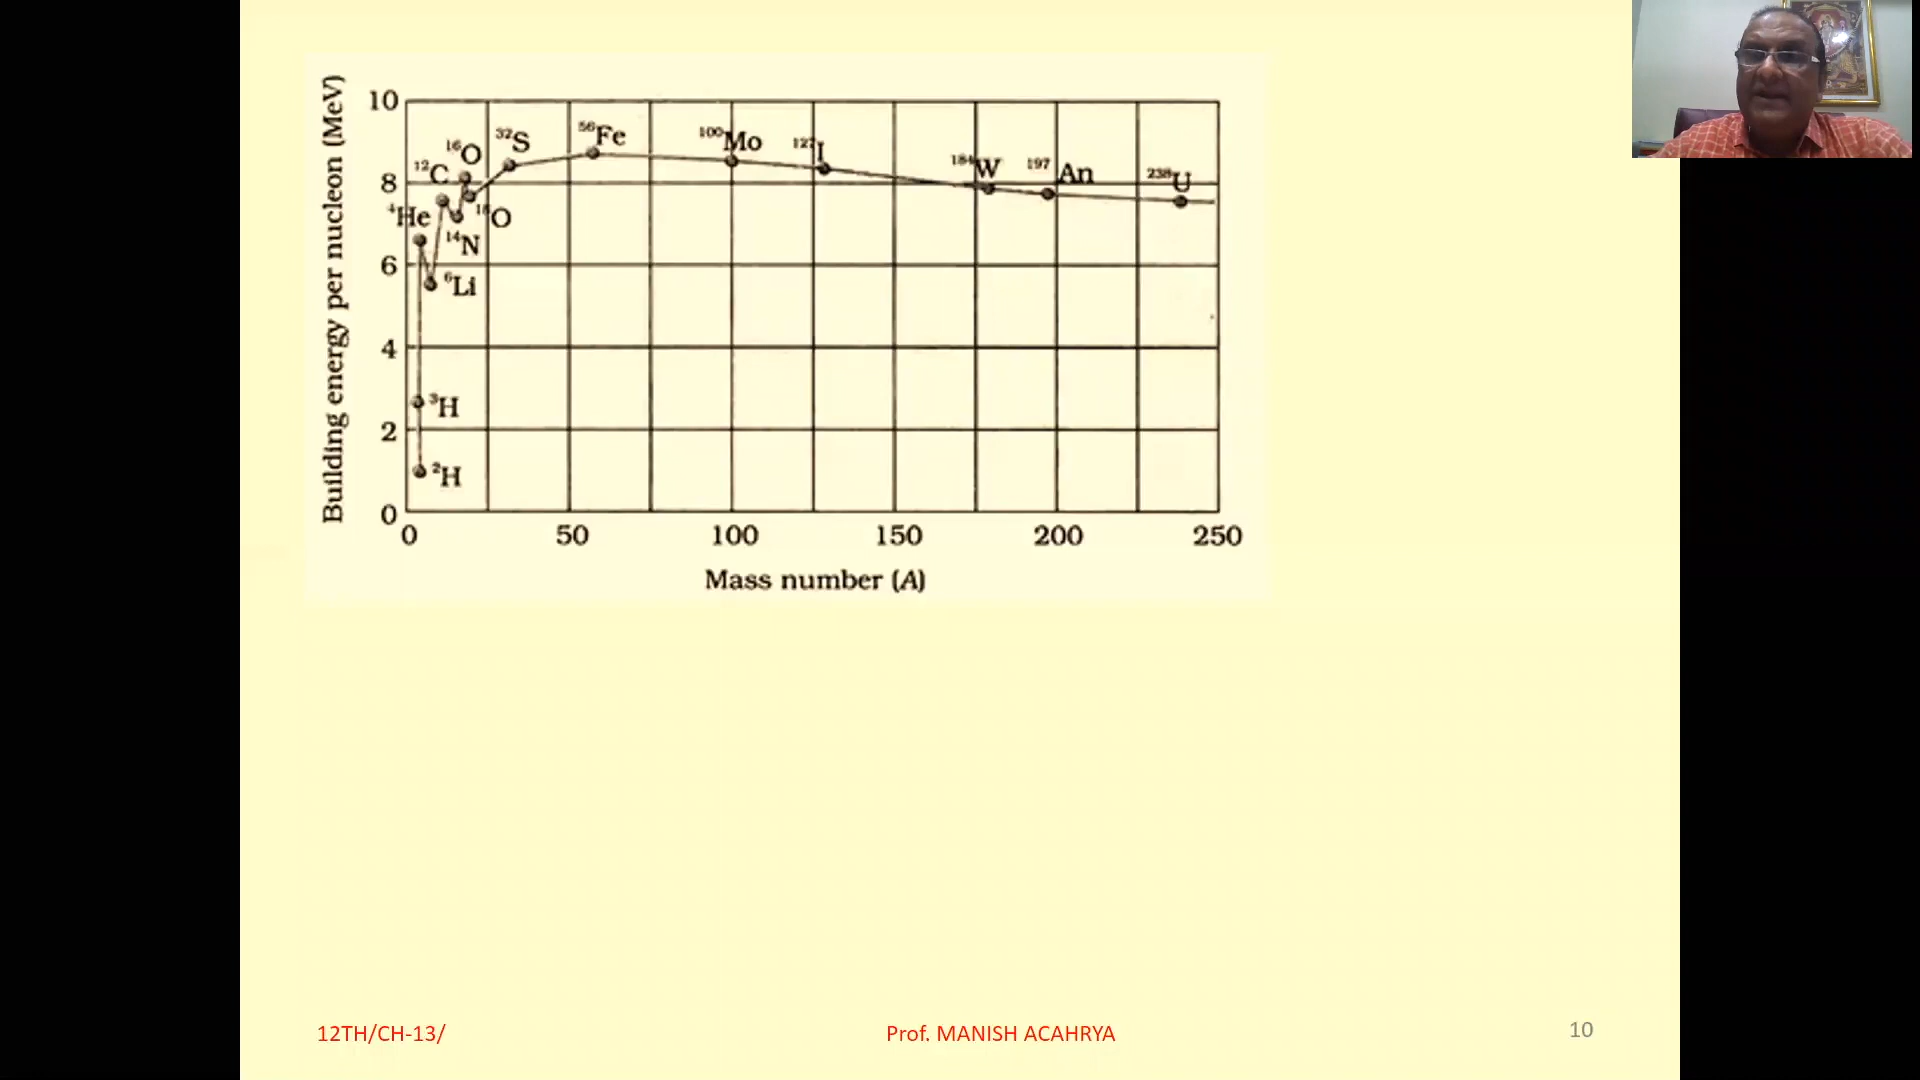 Building energy per nucleon (MeV)
10
8
6
4
2
0
¹²C
¹⁶O
³²S
⁵⁶Fe
¹⁰⁰Mo
¹²⁷I
¹⁸⁴W
¹⁹⁷An
²³⁸U
⁴He
¹⁸O
¹⁴N
⁶Li
³H
²H
0 50 100 150 200 250
Mass number (A)
12TH/CH-13/ Prof. MANISH ACAHRYA 10